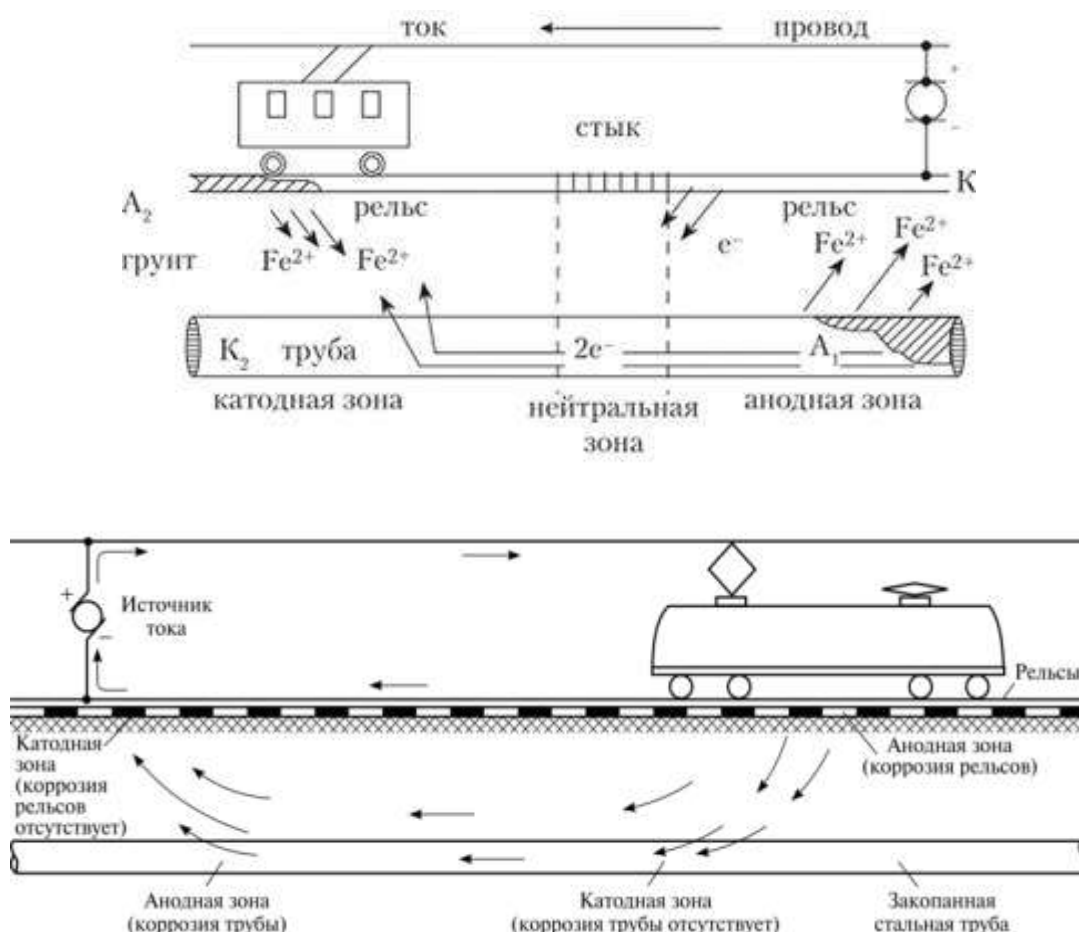 ток
провод
+
−
стык
К
А₂
рельс
рельс
грунт
Fe²⁺
Fe²⁺
e⁻
Fe²⁺
Fe²⁺
Fe²⁺
К₂ труба
2e⁻
А₁
катодная зона
нейтральная
зона
анодная зона
+
−
Источник
тока
Рельсы
Катодная
зона
(коррозия
рельсов
отсутствует)
Анодная зона
(коррозия рельсов)
Анодная зона
(коррозия трубы)
Катодная зона
(коррозия трубы отсутствует)
Закопанная
стальная труба